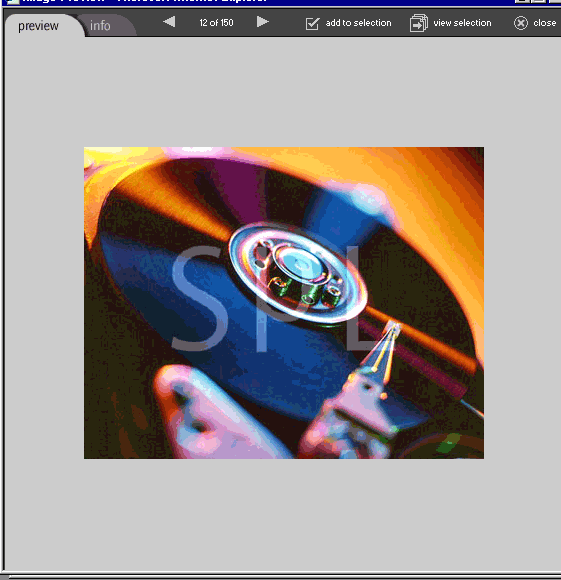 preview
info
12 of 150
add to selection
view selection
close
SPL